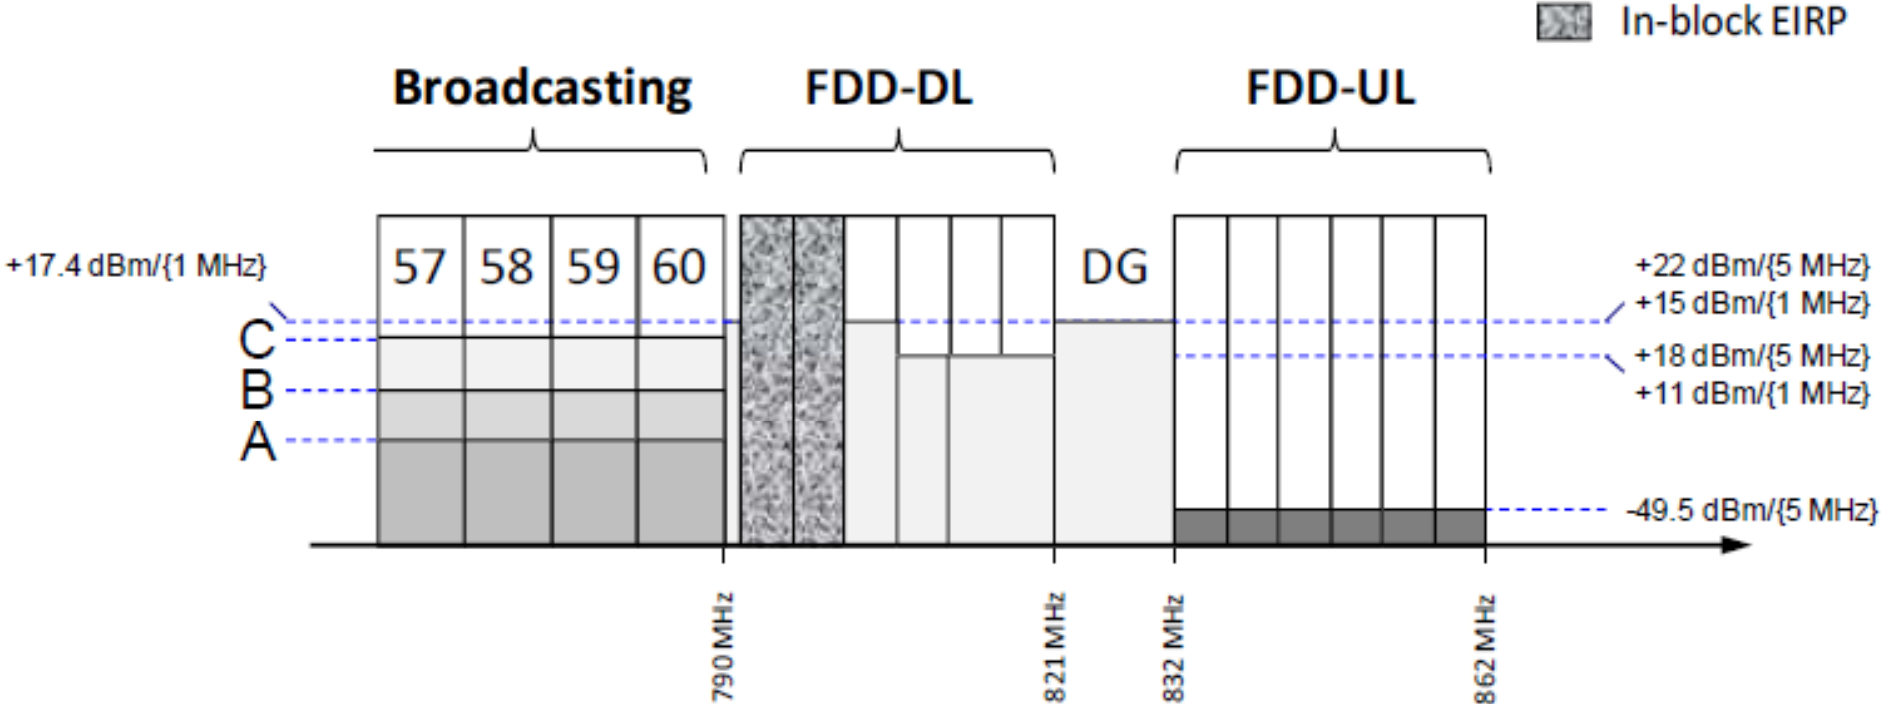 In-block EIRP
Broadcasting
FDD-DL
FDD-UL
+17.4 dBm/{1 MHz}
57
58
59
60
DG
+22 dBm/{5 MHz}
+15 dBm/{1 MHz}
C
+18 dBm/{5 MHz}
B
+11 dBm/{1 MHz}
A
-49.5 dBm/{5 MHz}
790 MHz
821 MHz
832 MHz
862 MHz